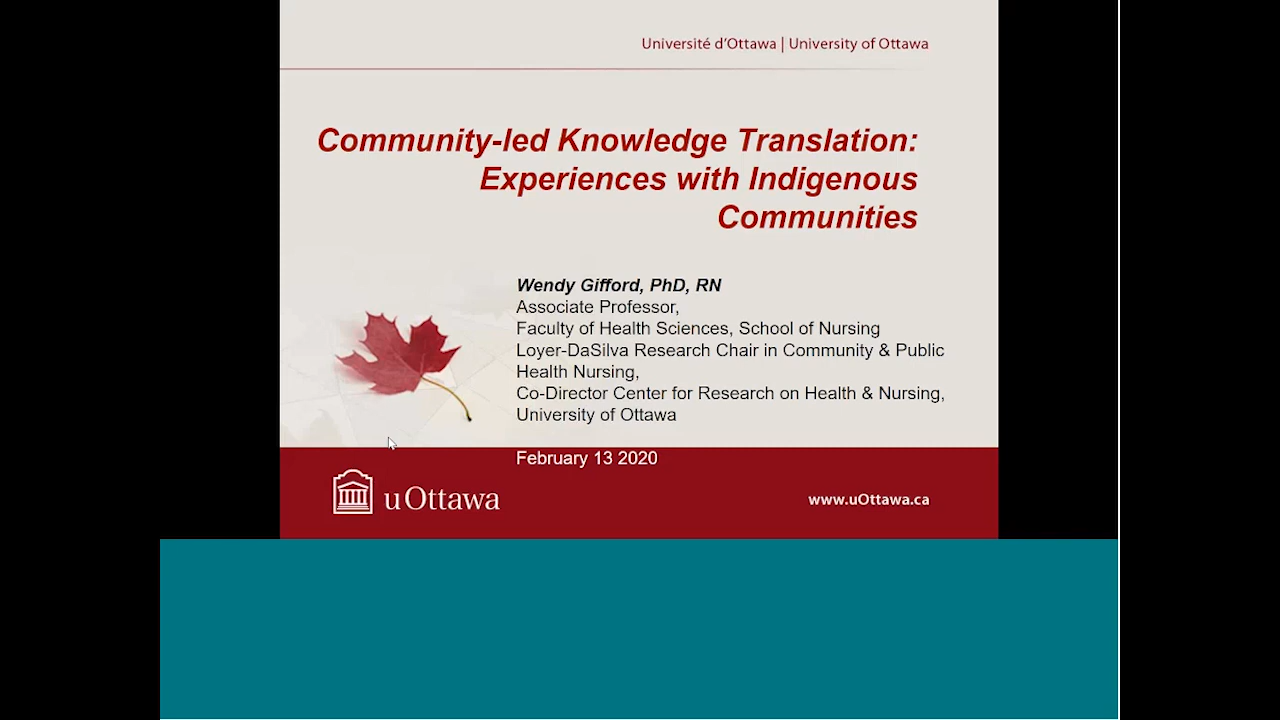 Université d'Ottawa | University of Ottawa
Community-led Knowledge Translation:
Experiences with Indigenous
Communities
Wendy Gifford, PhD, RN
Associate Professor,
Faculty of Health Sciences, School of Nursing
Loyer-DaSilva Research Chair in Community & Public
Health Nursing,
Co-Director Center for Research on Health & Nursing,
University of Ottawa
February 13 2020
uOttawa
www.uOttawa.ca